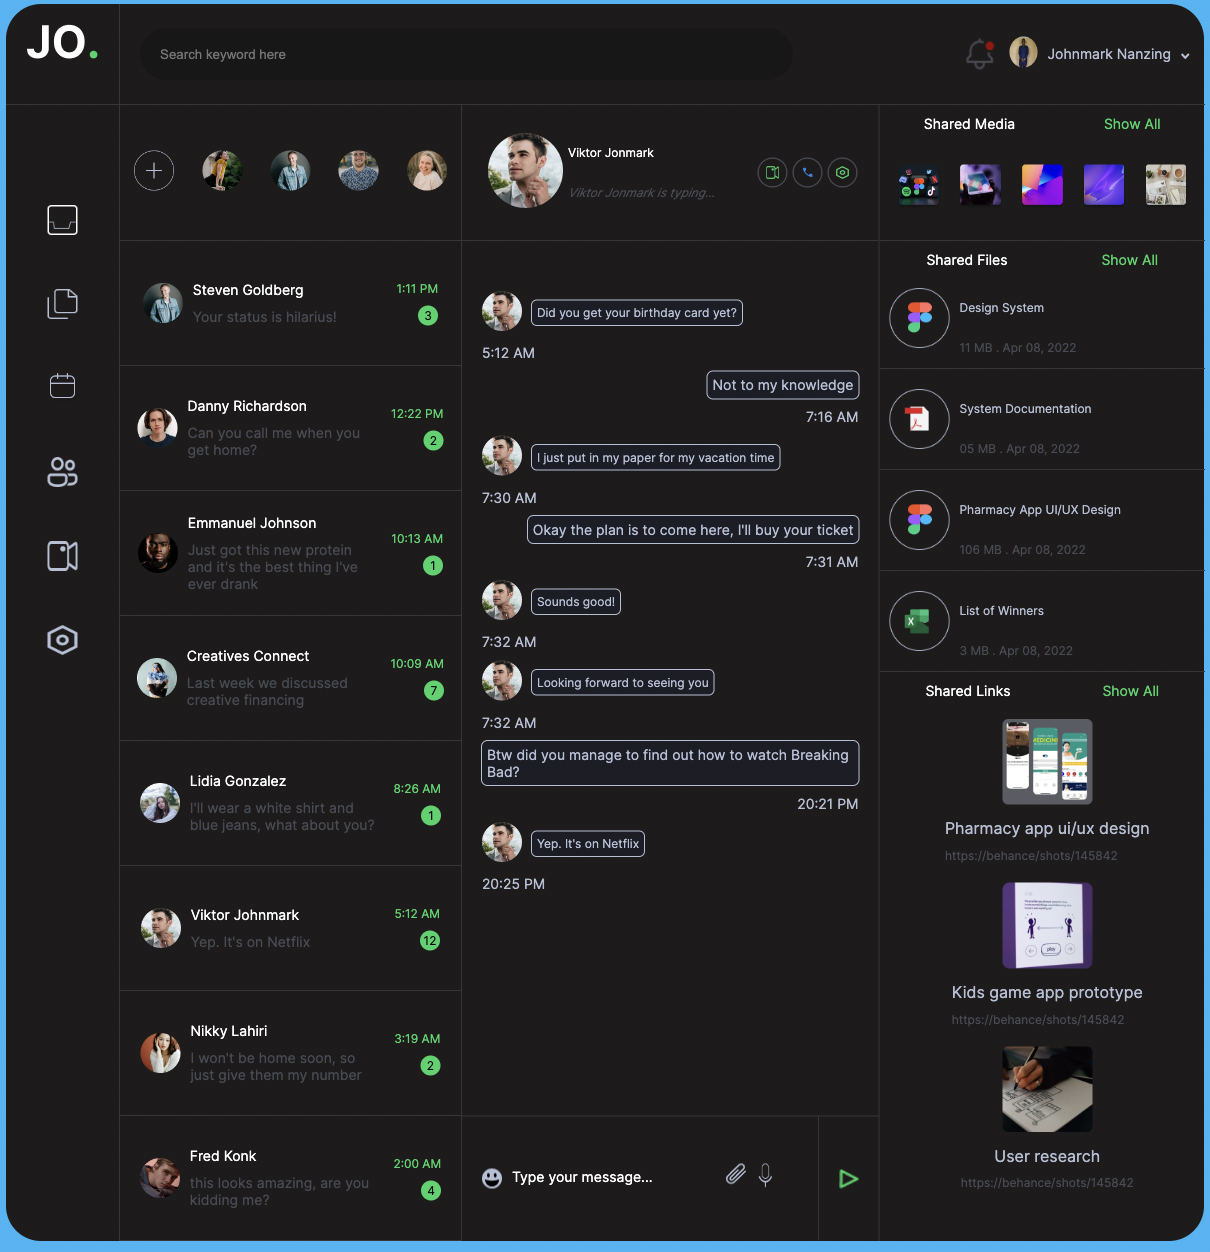 JO.
Search keyword here
Johnmark Nanzing
Steven Goldberg
1:11 PM
Your status is hilarius!
3
Danny Richardson
12:22 PM
Can you call me when you
get home?
2
Emmanuel Johnson
10:13 AM
Just got this new protein
and it's the best thing I've
ever drank
1
Creatives Connect
10:09 AM
Last week we discussed
creative financing
7
Lidia Gonzalez
8:26 AM
I'll wear a white shirt and
blue jeans, what about you?
1
Viktor Johnmark
5:12 AM
Yep. It's on Netflix
12
Nikky Lahiri
3:19 AM
I won't be home soon, so
just give them my number
2
Fred Konk
2:00 AM
this looks amazing, are you
kidding me?
4
Viktor Jonmark
Viktor Jonmark is typing...
Did you get your birthday card yet?
5:12 AM
Not to my knowledge
7:16 AM
I just put in my paper for my vacation time
7:30 AM
Okay the plan is to come here, I'll buy your ticket
7:31 AM
Sounds good!
7:32 AM
Looking forward to seeing you
7:32 AM
Btw did you manage to find out how to watch Breaking
Bad?
20:21 PM
Yep. It's on Netflix
20:25 PM
Type your message...
Shared Media
Show All
Shared Files
Show All
Design System
11 MB . Apr 08, 2022
System Documentation
05 MB . Apr 08, 2022
Pharmacy App UI/UX Design
106 MB . Apr 08, 2022
List of Winners
3 MB . Apr 08, 2022
Shared Links
Show All
MEDICINE
Pharmacy app ui/ux design
https://behance/shots/145842
play
Kids game app prototype
https://behance/shots/145842
User research
https://behance/shots/145842